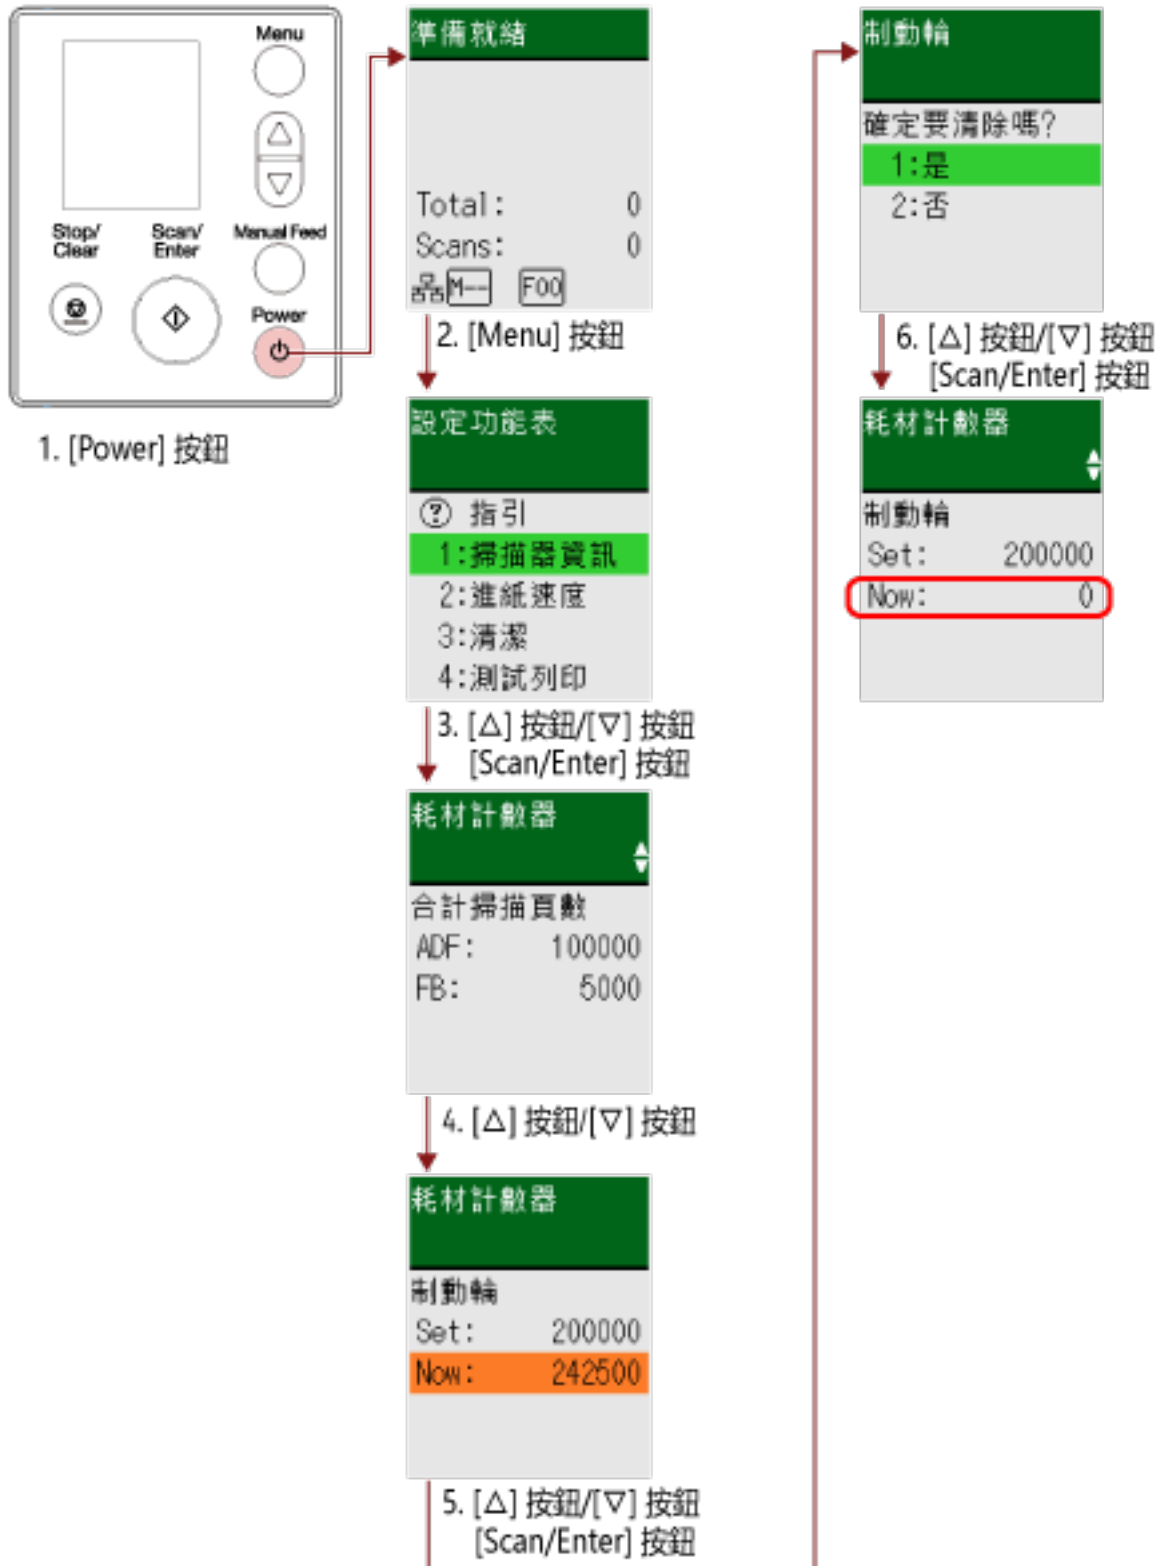 Menu
Stop/
Clear
Scan/
Enter
Manual Feed
Power
1. [Power] 按鈕
準備就緒
Total: 0
Scans: 0
M-- F00
2. [Menu] 按鈕
設定功能表
? 指引
1:掃描器資訊
2:進紙速度
3:清潔
4:測試列印
3. [△] 按鈕/[▽] 按鈕
[Scan/Enter] 按鈕
耗材計數器
合計掃描頁數
ADF: 100000
FB: 5000
4. [△] 按鈕/[▽] 按鈕
耗材計數器
制動輪
Set: 200000
Now: 242500
5. [△] 按鈕/[▽] 按鈕
[Scan/Enter] 按鈕
制動輪
確定要清除嗎?
1:是
2:否
6. [△] 按鈕/[▽] 按鈕
[Scan/Enter] 按鈕
耗材計數器
制動輪
Set: 200000
Now: 0